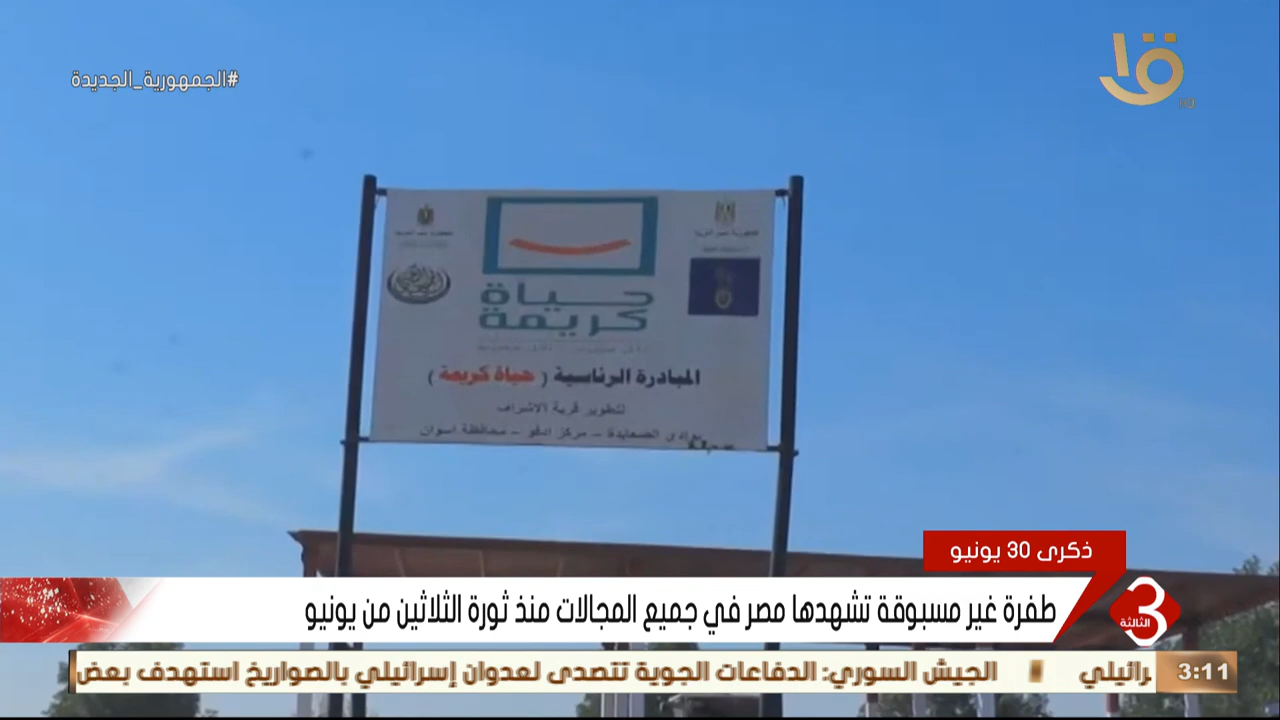 #الجمهورية_الجديدة
حياة
كريمة
المبادرة الرئاسية ( حياة كريمة )
لتطوير قرية الاشراف
بوادى الصعايدة – مركز ادفو – محافظة اسوان
ذكرى 30 يونيو
طفرة غير مسبوقة تشهدها مصر في جميع المجالات منذ ثورة الثلاثين من يونيو
3 الثالثة
3:11 الجيش السوري: الدفاعات الجوية تتصدى لعدوان إسرائيلي بالصواريخ استهدف بعض